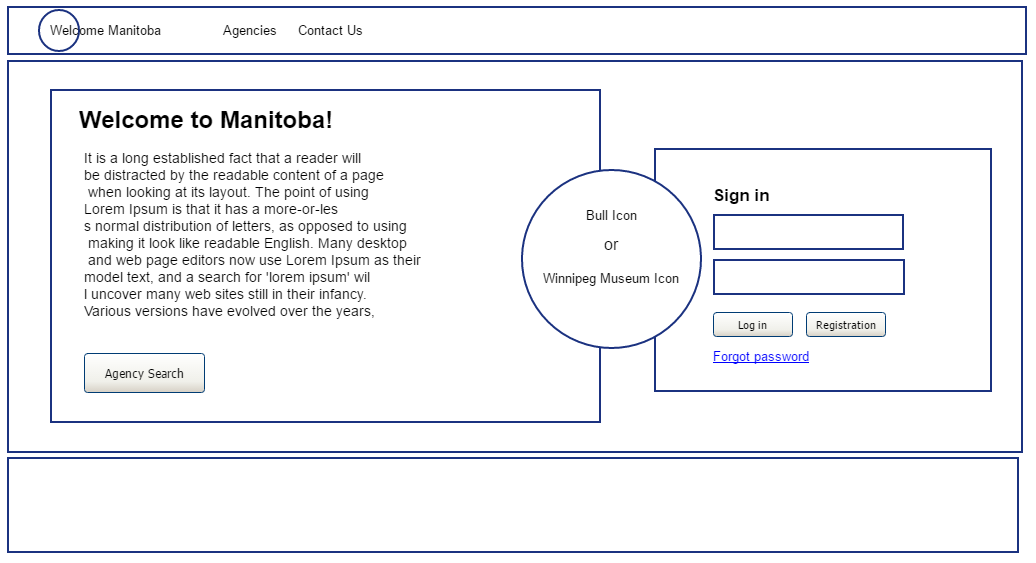 Welcome Manitoba Agencies Contact Us
Welcome to Manitoba!
It is a long established fact that a reader will
be distracted by the readable content of a page
when looking at its layout. The point of using
Lorem Ipsum is that it has a more-or-les
s normal distribution of letters, as opposed to using
making it look like readable English. Many desktop
and web page editors now use Lorem Ipsum as their
model text, and a search for 'lorem ipsum' wil
l uncover many web sites still in their infancy.
Various versions have evolved over the years,
Agency Search
Bull Icon
or
Winnipeg Museum Icon
Sign in
Log in Registration
Forgot password